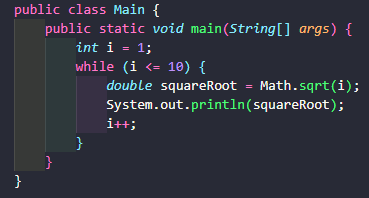 public class Main {
    public static void main(String[] args) {
        int i = 1;
        while (i <= 10) {
            double squareRoot = Math.sqrt(i);
            System.out.println(squareRoot);
            i++;
        }
    }
}